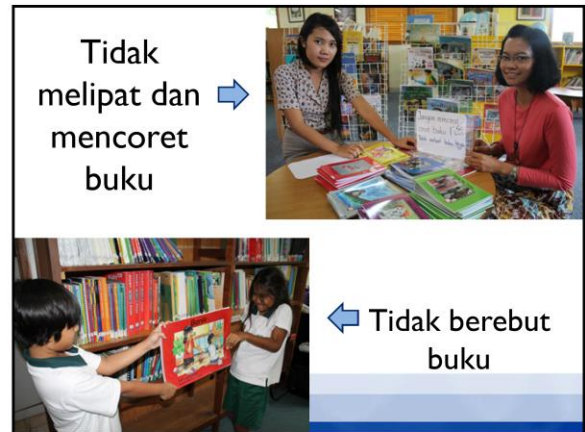 Tidak
melipat dan
mencoret
buku
Tidak berebut
buku